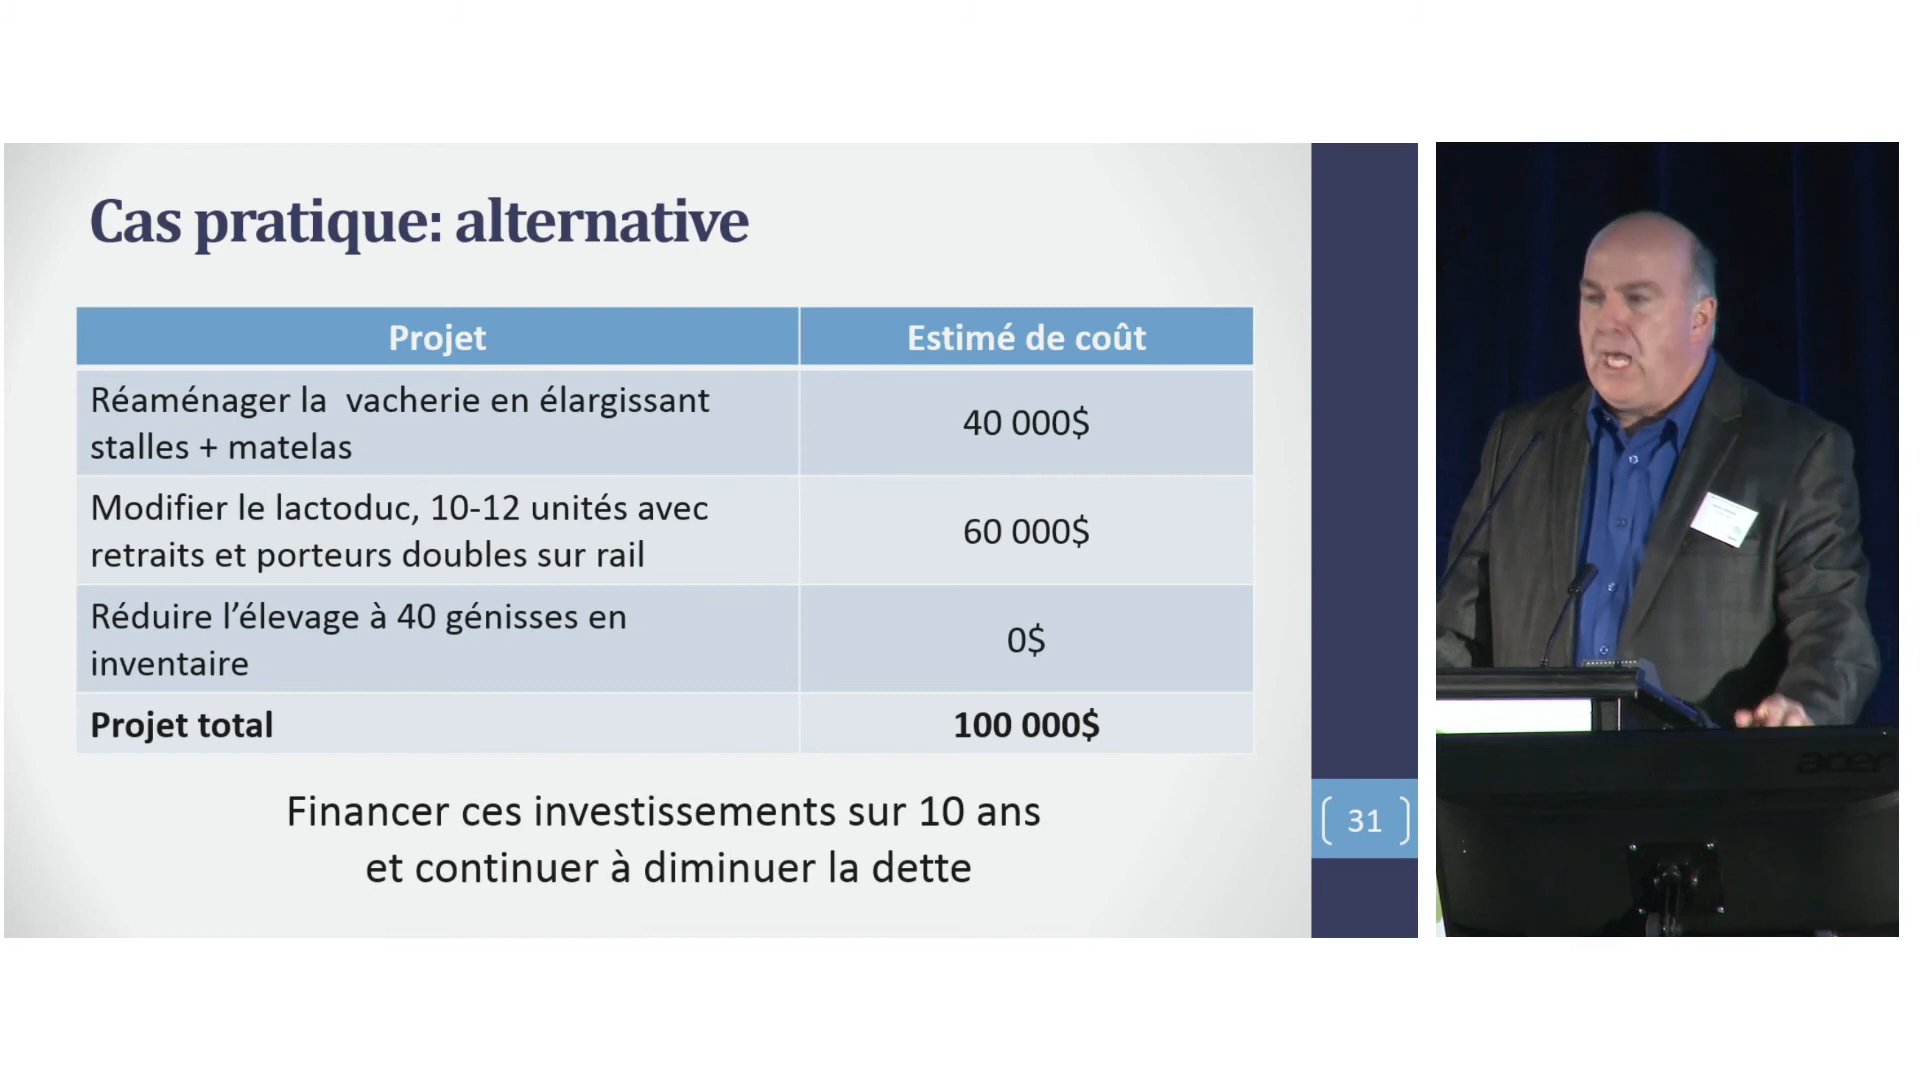 Cas pratique: alternative
Projet
Estimé de coût
Réaménager la vacherie en élargissant
stalles + matelas
40 000$
Modifier le lactoduc, 10-12 unités avec
retraits et porteurs doubles sur rail
60 000$
Réduire l’élevage à 40 génisses en
inventaire
0$
Projet total
100 000$
Financer ces investissements sur 10 ans
et continuer à diminuer la dette
31
acer